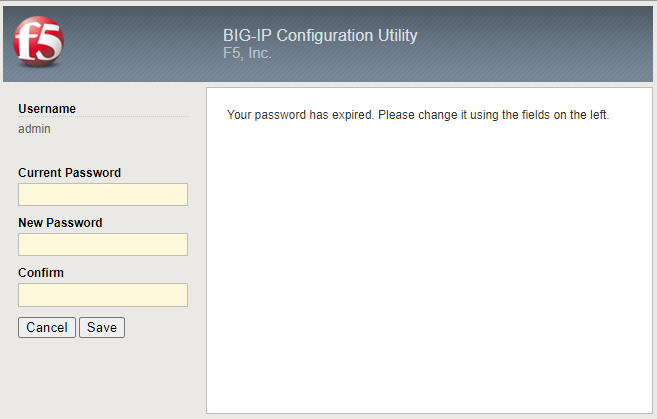 f5
BIG-IP Configuration Utility
F5, Inc.
Username
admin
Your password has expired. Please change it using the fields on the left.
Current Password
New Password
Confirm
Cancel Save